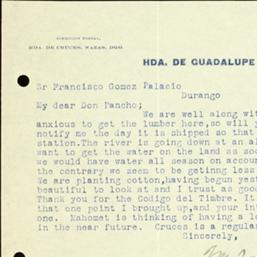 DIRECCION POSTAL,
HDA. DE CRUCES, NAZAS, DGO.
HDA. DE GUADALUPE
Sr Francisco Gomez Palacio
Durango
My dear Don Pancho;
We are well along wit
anxious to get the lumber here,so will y
notify me the day it is shipped so that
station.The river is going down at an al
want to get the water on the land as soo
we would have water all season on accoun
the contrary we seem to be getinng less
We are planting cotton,having begun yest
beautiful to look at and I trust as good
Thank you for the Codigo del Timbre. It
that one point I brought up,and your int
one. Kahomet is thinking of having a l
in the near future. Cruces is a regula
Sincerely,